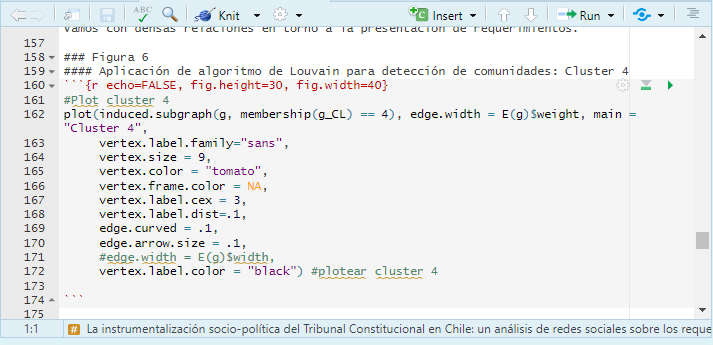 ABC
Knit
Insert
Run
Vamos con densas relaciones en torno a la presentación de requerimientos.
157
158 ### Figura 6
159 #### Aplicación de algoritmo de Louvain para detección de comunidades: Cluster 4
160 ```{r echo=FALSE, fig.height=30, fig.width=40}
161 #Plot cluster 4
162 plot(induced.subgraph(g, membership(g_CL) == 4), edge.width = E(g)$weight, main =
"Cluster 4",
163 vertex.label.family="sans",
164 vertex.size = 9,
165 vertex.color = "tomato",
166 vertex.frame.color = NA,
167 vertex.label.cex = 3,
168 vertex.label.dist=.1,
169 edge.curved = .1,
170 edge.arrow.size = .1,
171 #edge.width = E(g)$width,
172 vertex.label.color = "black") #plotear cluster 4
173
174 ```
175
1:1 # La instrumentalización socio-política del Tribunal Constitucional en Chile: un análisis de redes sociales sobre los reque